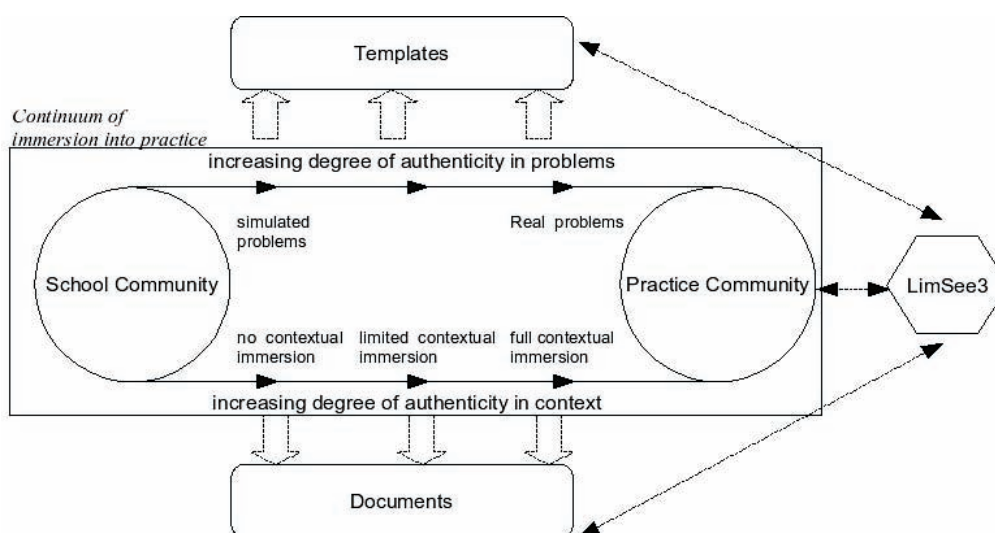 Templates
Continuum of
immersion into practice
increasing degree of authenticity in problems
simulated
problems
Real problems
School Community
Practice Community
LimSee3
no contextual
immersion
limited contextual
immersion
full contextual
immersion
increasing degree of authenticity in context
Documents